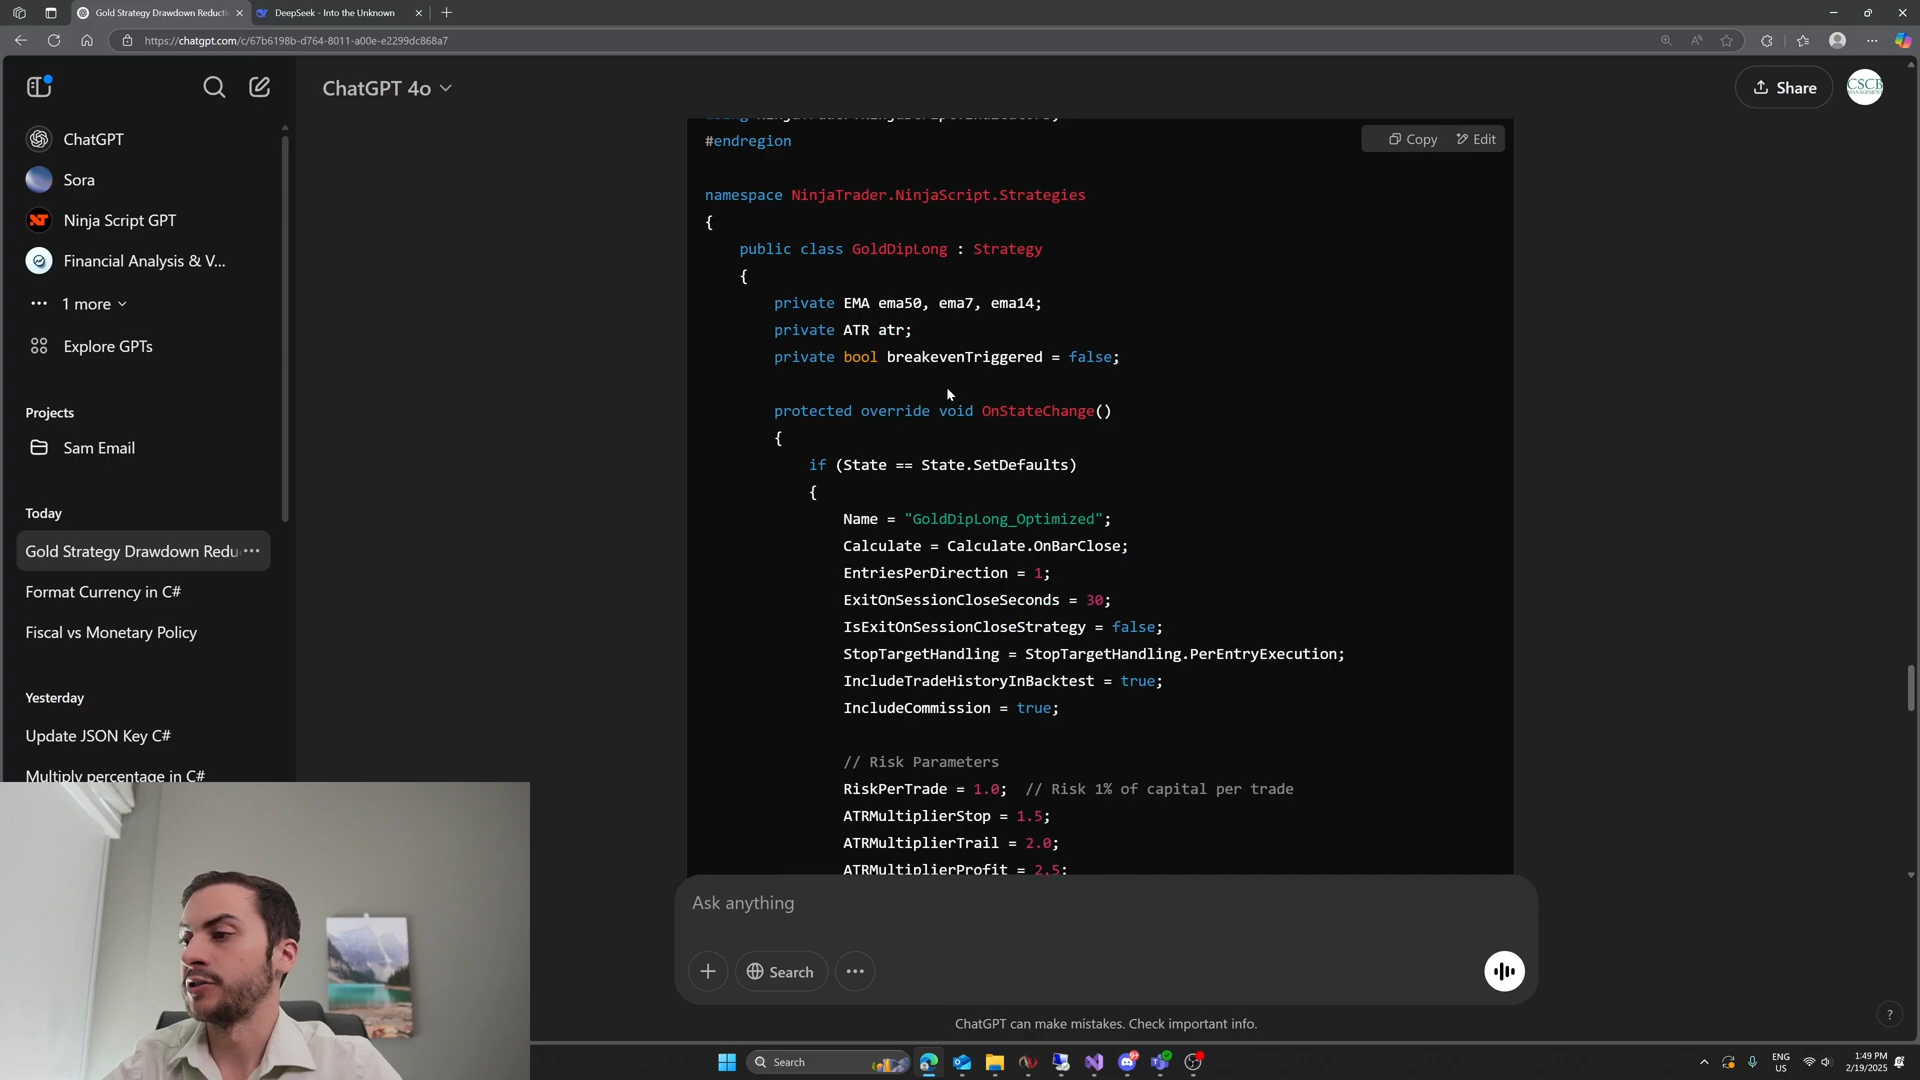 Gold Strategy Drawdown Reducti
DeepSeek - Into the Unknown
https://chatgpt.com/c/67b6198b-d764-8011-a00e-e2299dc868a7
ChatGPT 4o
Share
CSCB
ChatGPT
Sora
Ninja Script GPT
Financial Analysis & V...
1 more
Explore GPTs
Projects
Sam Email
Today
Gold Strategy Drawdown Redu
Format Currency in C#
Fiscal vs Monetary Policy
Yesterday
Update JSON Key C#
Multiply percentage in C#
Copy
Edit
#endregion
namespace NinjaTrader.NinjaScript.Strategies
{
public class GoldDipLong : Strategy
{
private EMA ema50, ema7, ema14;
private ATR atr;
private bool breakevenTriggered = false;
protected override void OnStateChange()
{
if (State == State.SetDefaults)
{
Name = "GoldDipLong_Optimized";
Calculate = Calculate.OnBarClose;
EntriesPerDirection = 1;
ExitOnSessionCloseSeconds = 30;
IsExitOnSessionCloseStrategy = false;
StopTargetHandling = StopTargetHandling.PerEntryExecution;
IncludeTradeHistoryInBacktest = true;
IncludeCommission = true;
// Risk Parameters
RiskPerTrade = 1.0; // Risk 1% of capital per trade
ATRMultiplierStop = 1.5;
ATRMultiplierTrail = 2.0;
ATRMultiplierProfit = 2.5;
Ask anything
Search
ChatGPT can make mistakes. Check important info.
?
Search
ENG
US
1:49 PM
2/19/2025